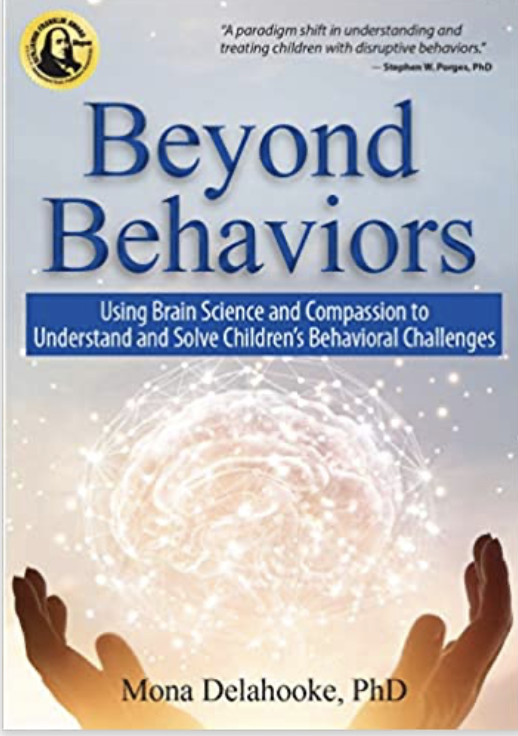 "A paradigm shift in understanding and
treating children with disruptive behaviors."
— Stephen W. Porges, PhD
Beyond
Behaviors
Using Brain Science and Compassion to
Understand and Solve Children's Behavioral Challenges
Mona Delahooke, PhD